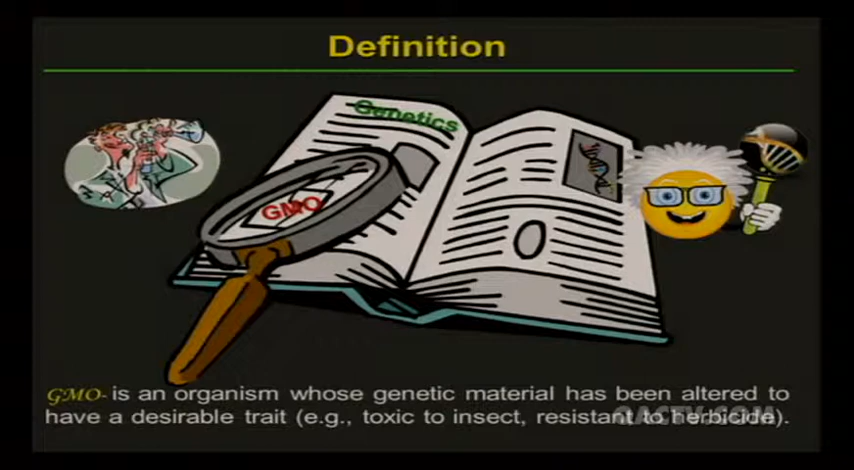 Definition
Genetics
GMO
GMO- is an organism whose genetic material has been altered to
have a desirable trait (e.g., toxic to insect, resistant to herbicide).